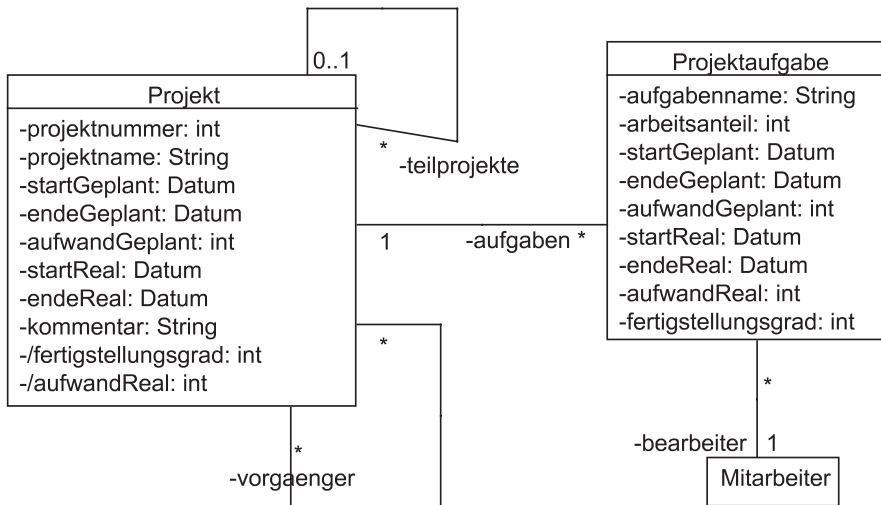 0..1
Projekt
-projektnummer: int
-projektname: String
-startGeplant: Datum
-endeGeplant: Datum
-aufwandGeplant: int
-startReal: Datum
-endeReal: Datum
-kommentar: String
-/fertigstellungsgrad: int
-/aufwandReal: int
*
-teilprojekte
1
-aufgaben *
*
*
-vorgaenger
Projektaufgabe
-aufgabenname: String
-arbeitsanteil: int
-startGeplant: Datum
-endeGeplant: Datum
-aufwandGeplant: int
-startReal: Datum
-endeReal: Datum
-aufwandReal: int
-fertigstellungsgrad: int
*
-bearbeiter 1
Mitarbeiter